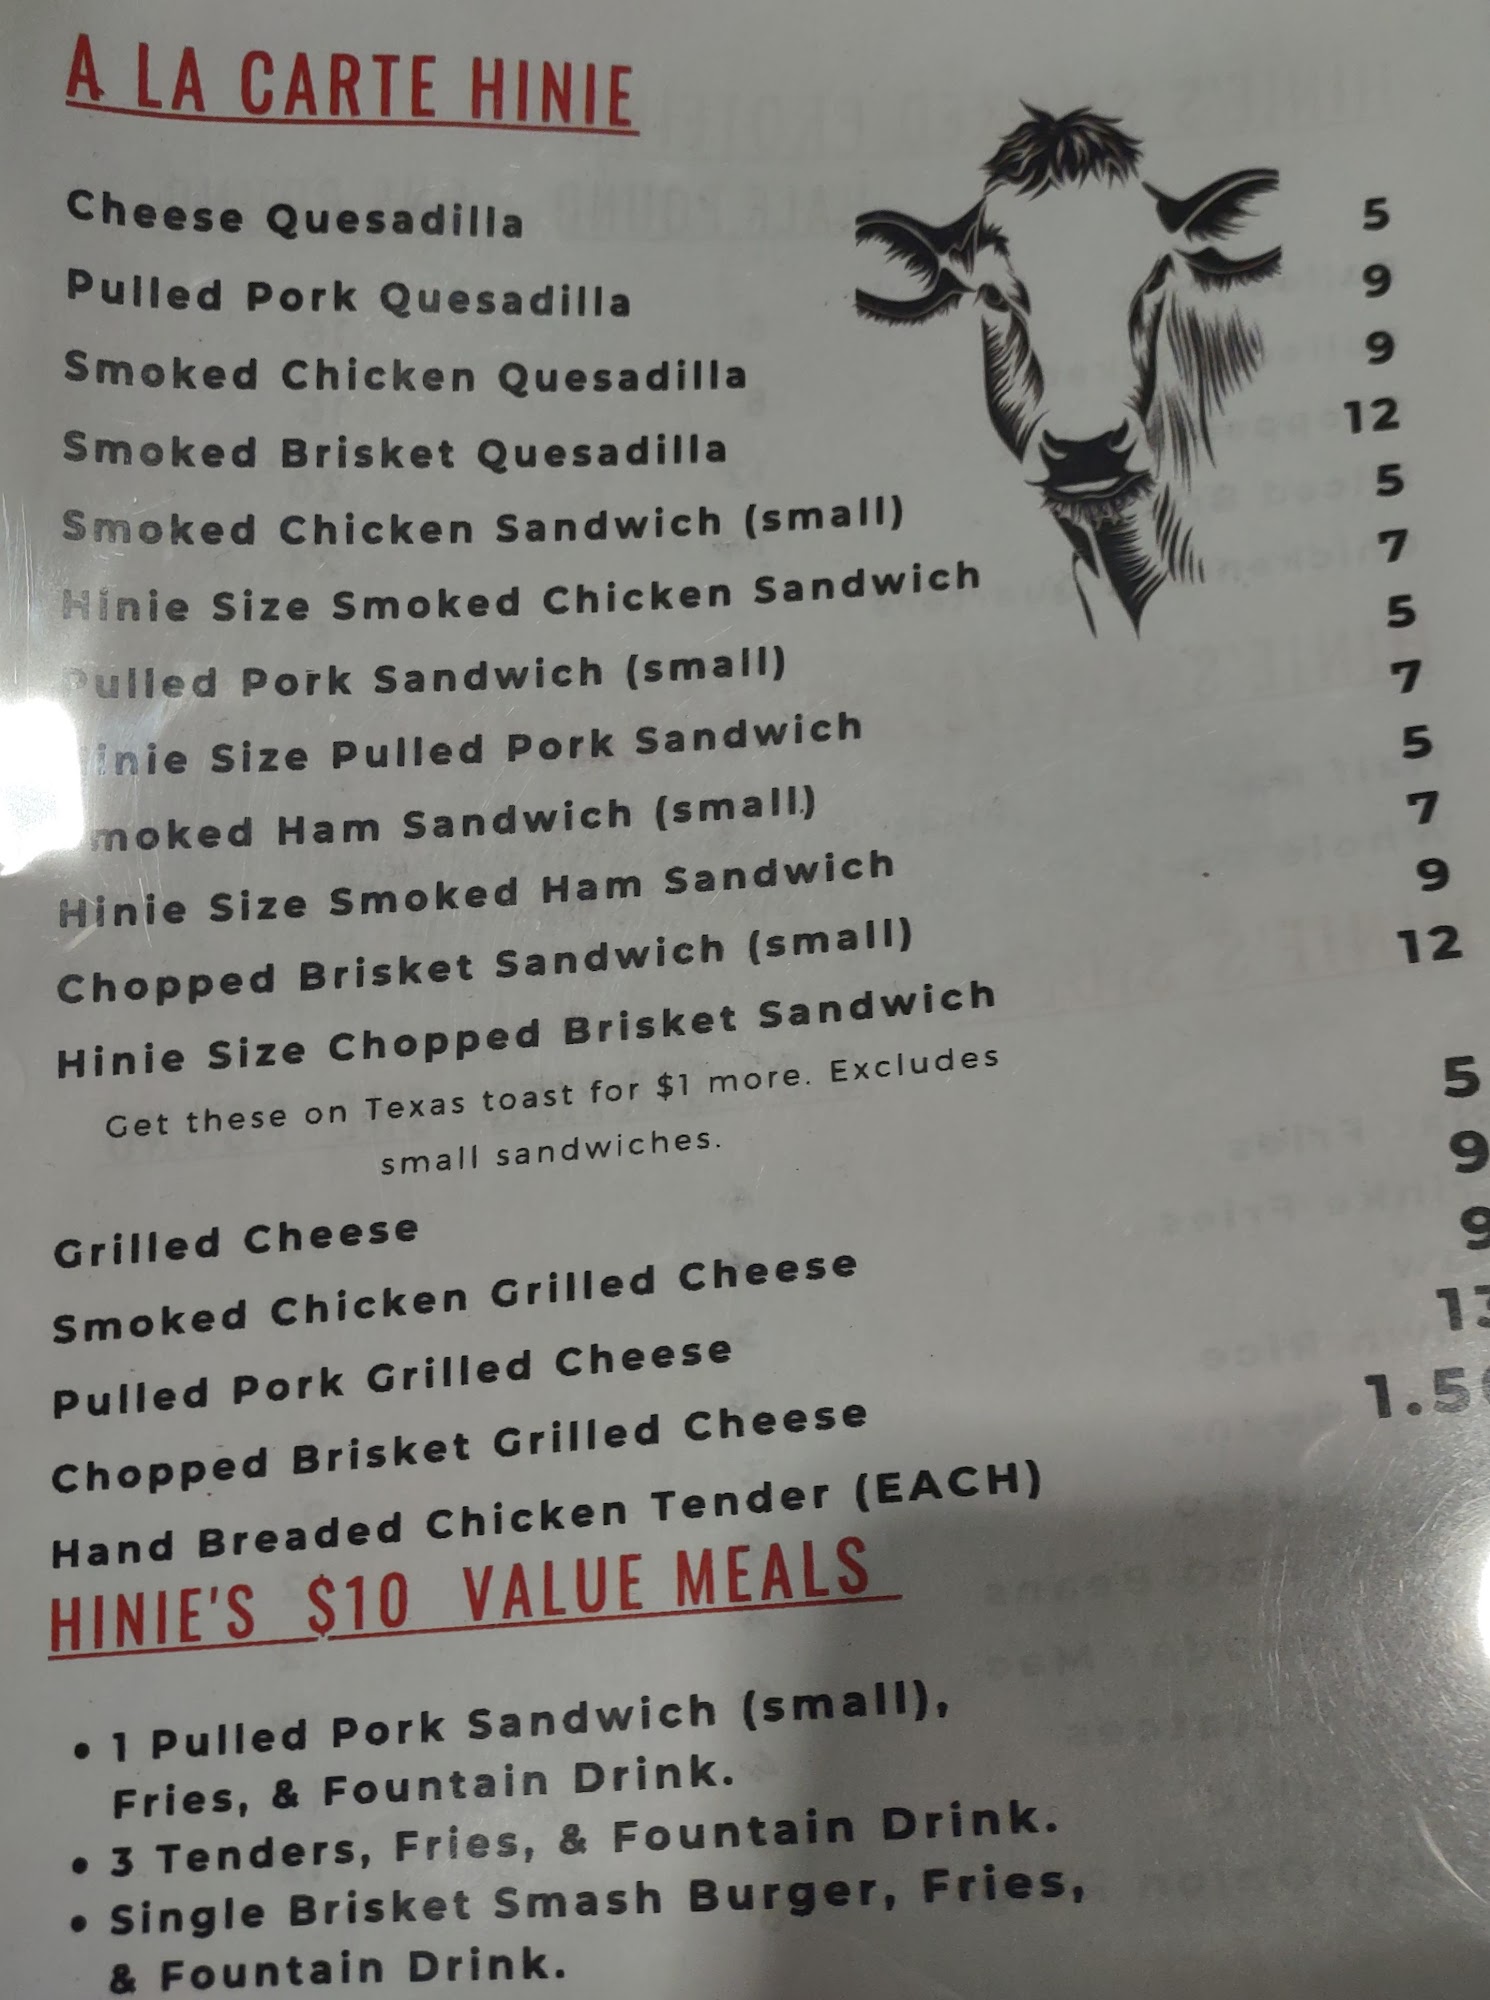 A LA CARTE HINIE
Cheese Quesadilla 5
Pulled Pork Quesadilla 9
Smoked Chicken Quesadilla 9
Smoked Brisket Quesadilla 12
Smoked Chicken Sandwich (small) 5
Hinie Size Smoked Chicken Sandwich 7
Pulled Pork Sandwich (small) 5
Hinie Size Pulled Pork Sandwich 7
Smoked Ham Sandwich (small) 5
Hinie Size Smoked Ham Sandwich 7
Chopped Brisket Sandwich (small) 9
Hinie Size Chopped Brisket Sandwich 12
Get these on Texas toast for $1 more. Excludes
small sandwiches.
Grilled Cheese 5
Smoked Chicken Grilled Cheese 9
Pulled Pork Grilled Cheese 9
Chopped Brisket Grilled Cheese 13
Hand Breaded Chicken Tender (EACH) 1.50
HINIE'S $10 VALUE MEALS
• 1 Pulled Pork Sandwich (small),
Fries, & Fountain Drink.
• 3 Tenders, Fries, & Fountain Drink.
• Single Brisket Smash Burger, Fries,
& Fountain Drink.